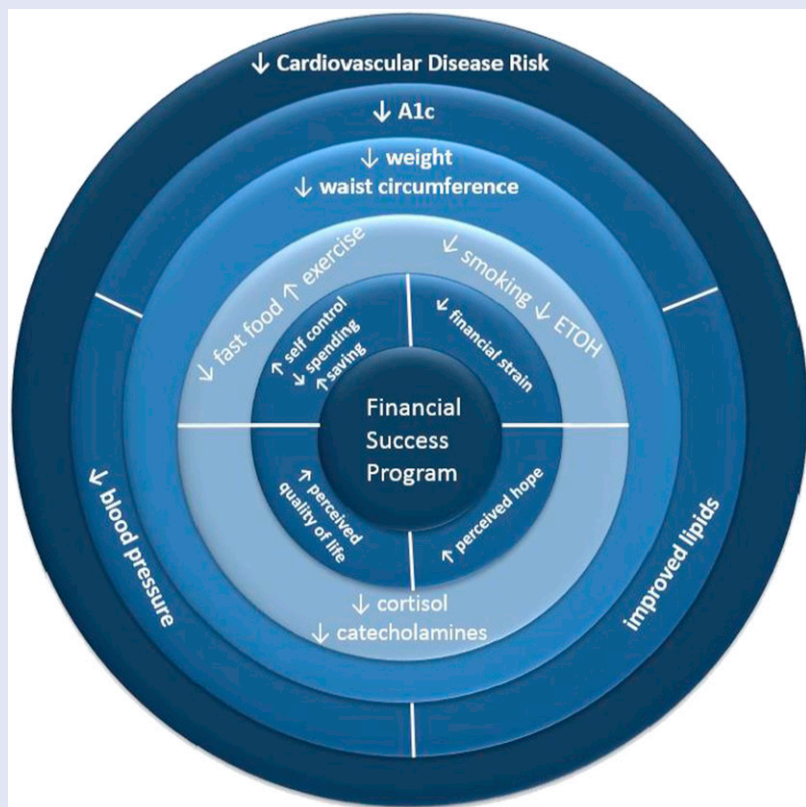 ↓ Cardiovascular Disease Risk
↓ A1c
↓ weight
↓ waist circumference
↓ fast food ↑ exercise
↓ smoking ↓ ETOH
↑ self control
↓ spending
↑ saving
↓ financial strain
Financial
Success
Program
↑ perceived
quality of life
↑ perceived hope
↓ cortisol
↓ catecholamines
↓ blood pressure
improved lipids